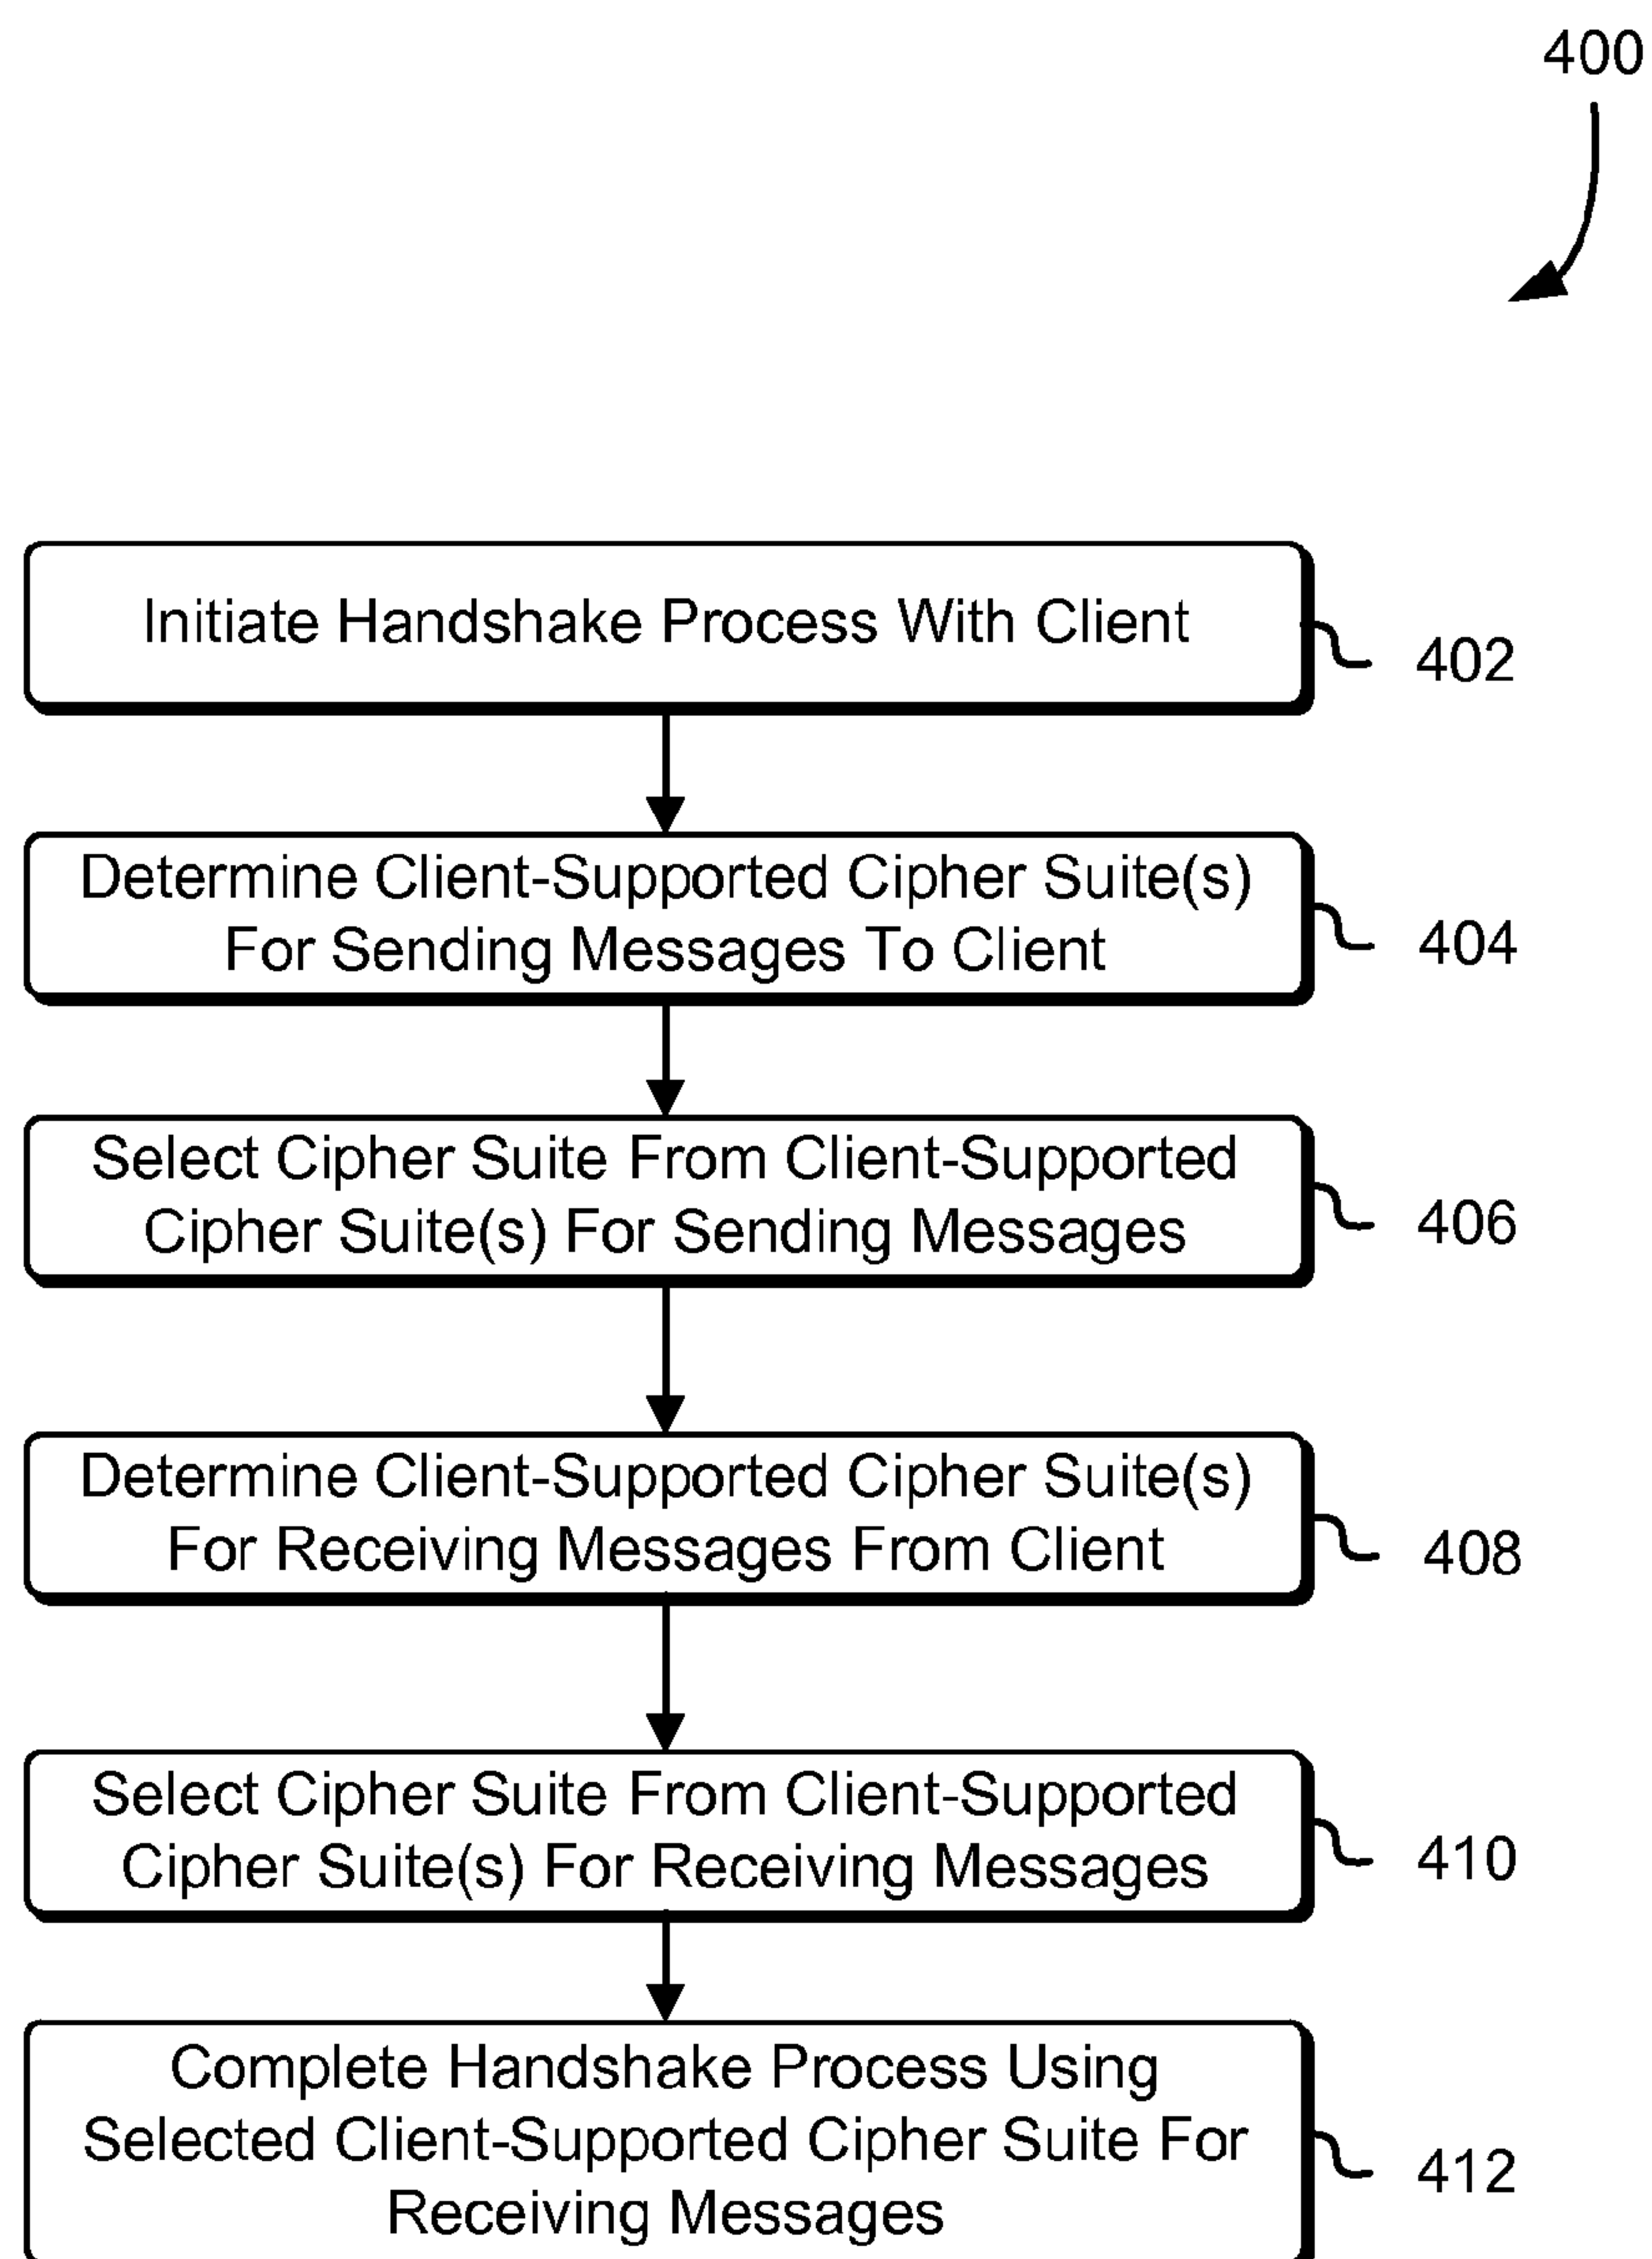 400
Initiate Handshake Process With Client
402
Determine Client-Supported Cipher Suite(s)
For Sending Messages To Client
404
Select Cipher Suite From Client-Supported
Cipher Suite(s) For Sending Messages
406
Determine Client-Supported Cipher Suite(s)
For Receiving Messages From Client
408
Select Cipher Suite From Client-Supported
Cipher Suite(s) For Receiving Messages
410
Complete Handshake Process Using
Selected Client-Supported Cipher Suite For
Receiving Messages
412